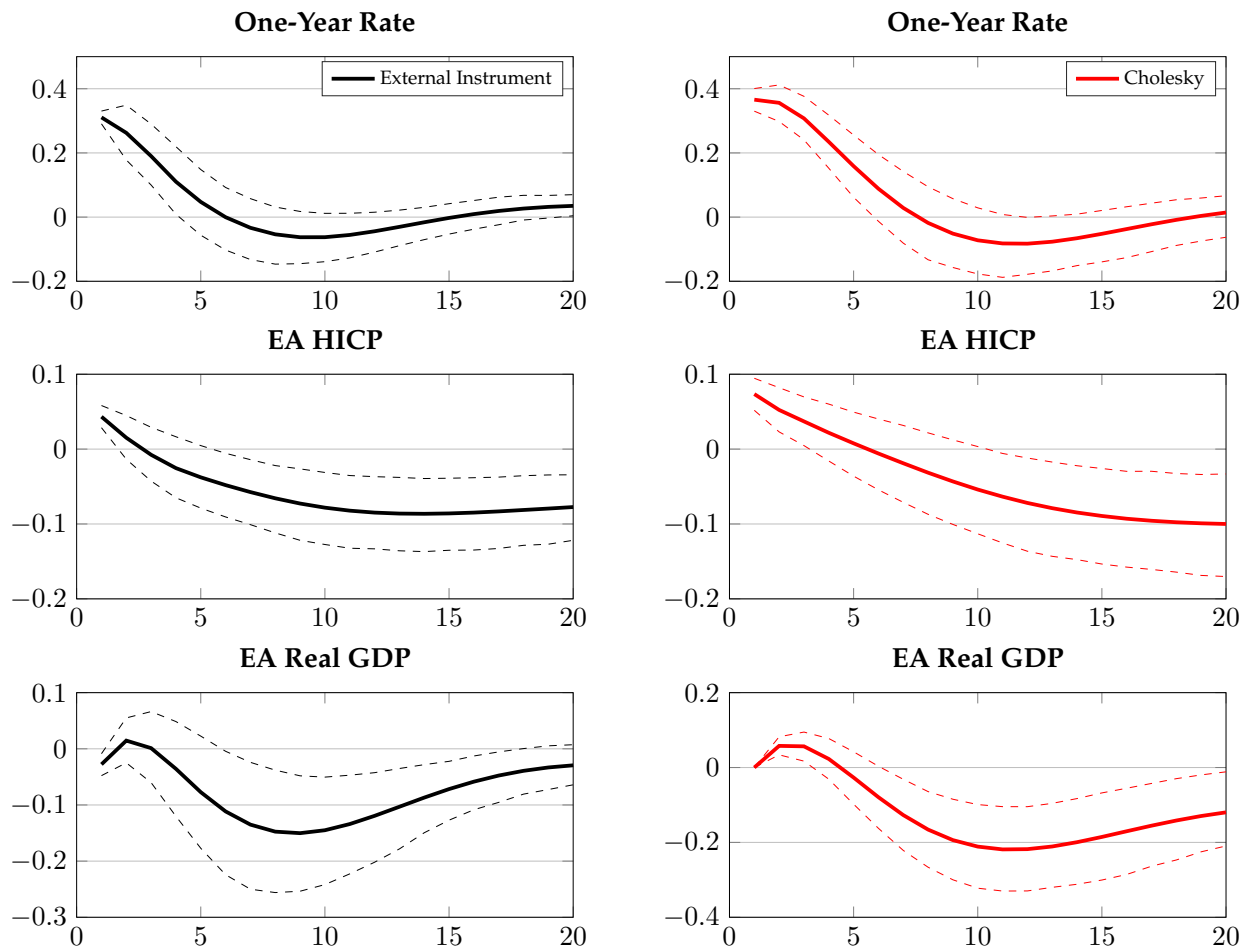 One-Year Rate
External Instrument
0.4
0.2
0
−0.2
0 5 10 15 20
One-Year Rate
Cholesky
0.4
0.2
0
−0.2
0 5 10 15 20
EA HICP
0.1
0
−0.1
−0.2
0 5 10 15 20
EA HICP
0.1
0
−0.1
−0.2
0 5 10 15 20
EA Real GDP
0.1
0
−0.1
−0.2
−0.3
0 5 10 15 20
EA Real GDP
0.2
0
−0.2
−0.4
0 5 10 15 20